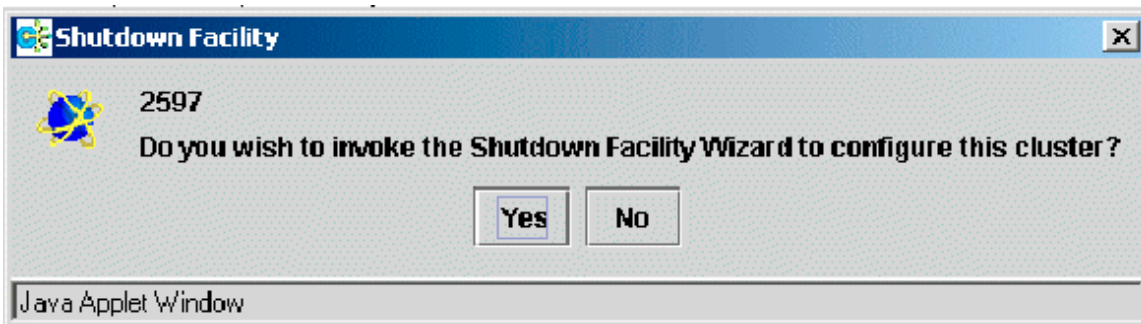 Shutdown Facility
2597
Do you wish to invoke the Shutdown Facility Wizard to configure this cluster?
Yes
No
Java Applet Window